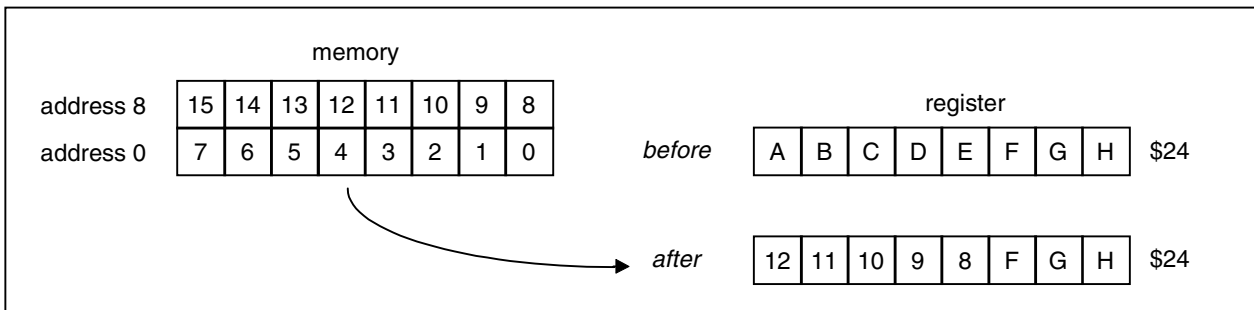 memory
address 8 15 14 13 12 11 10 9 8
address 0 7 6 5 4 3 2 1 0
register
before A B C D E F G H $24
after 12 11 10 9 8 F G H $24